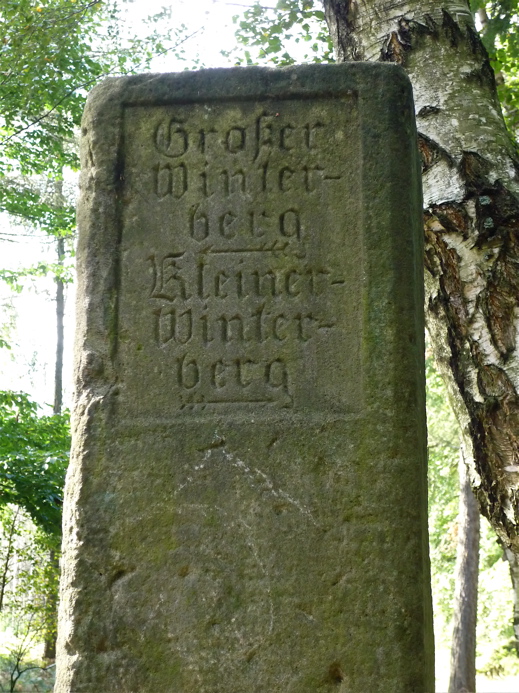 Großer
Winter-
berg
Kleiner-
Winter-
berg